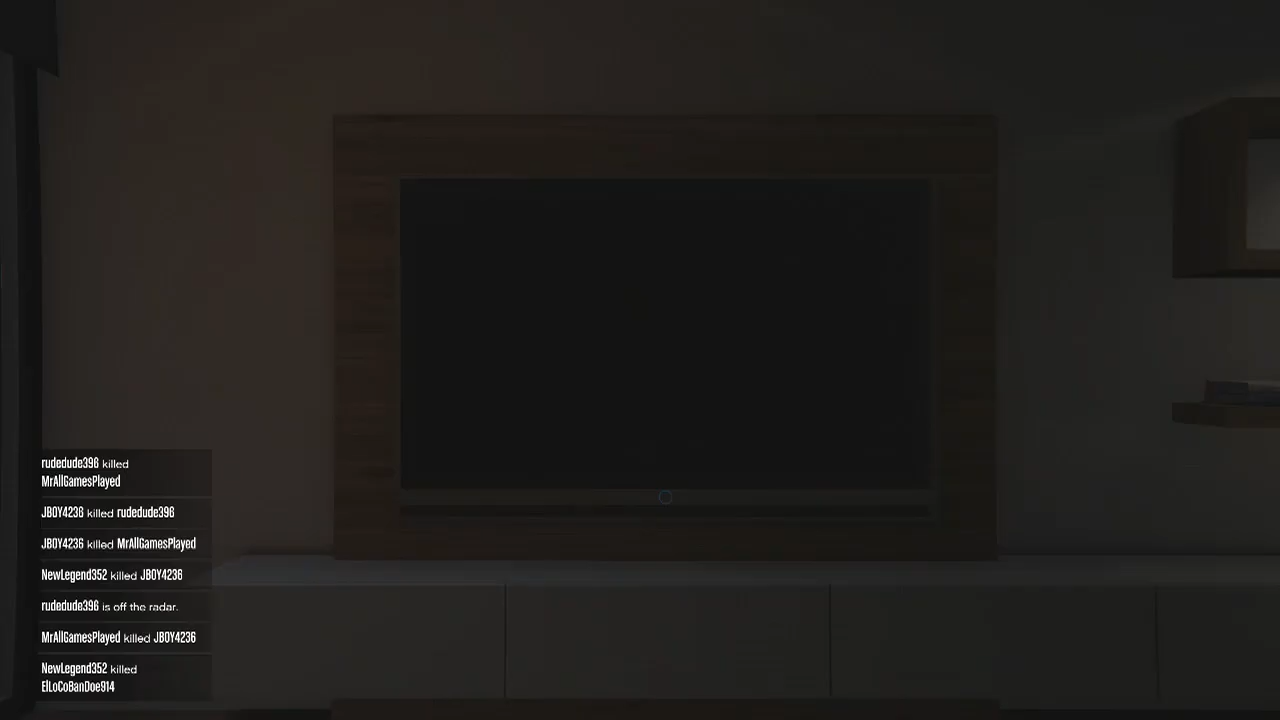 rudedude396 killed
MrAllGamesPlayed
JBOY4236 killed rudedude396
JBOY4236 killed MrAllGamesPlayed
NewLegend352 killed JBOY4236
rudedude396 is off the radar.
MrAllGamesPlayed killed JBOY4236
NewLegend352 killed
ElLoCoBanDoe914